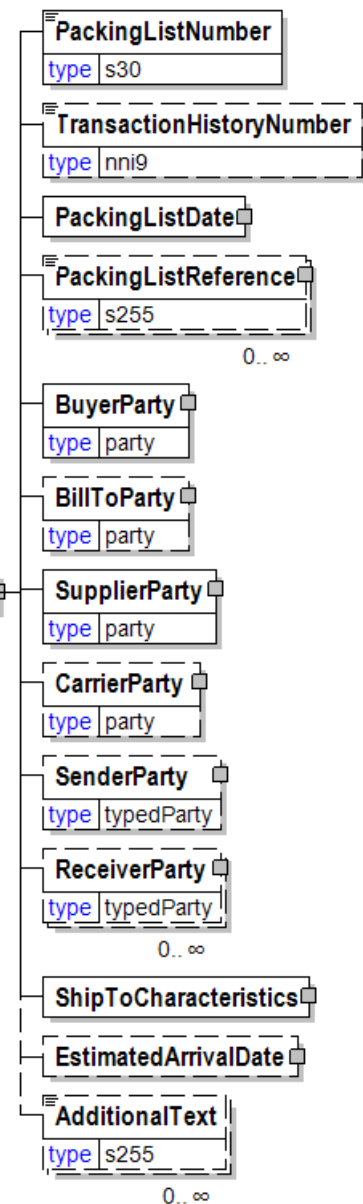 PackingListNumber
type s30
TransactionHistoryNumber
type nni9
PackingListDate
PackingListReference
type s255
0.. ∞
BuyerParty
type party
BillToParty
type party
SupplierParty
type party
CarrierParty
type party
SenderParty
type typedParty
ReceiverParty
type typedParty
0.. ∞
ShipToCharacteristics
EstimatedArrivalDate
AdditionalText
type s255
0.. ∞